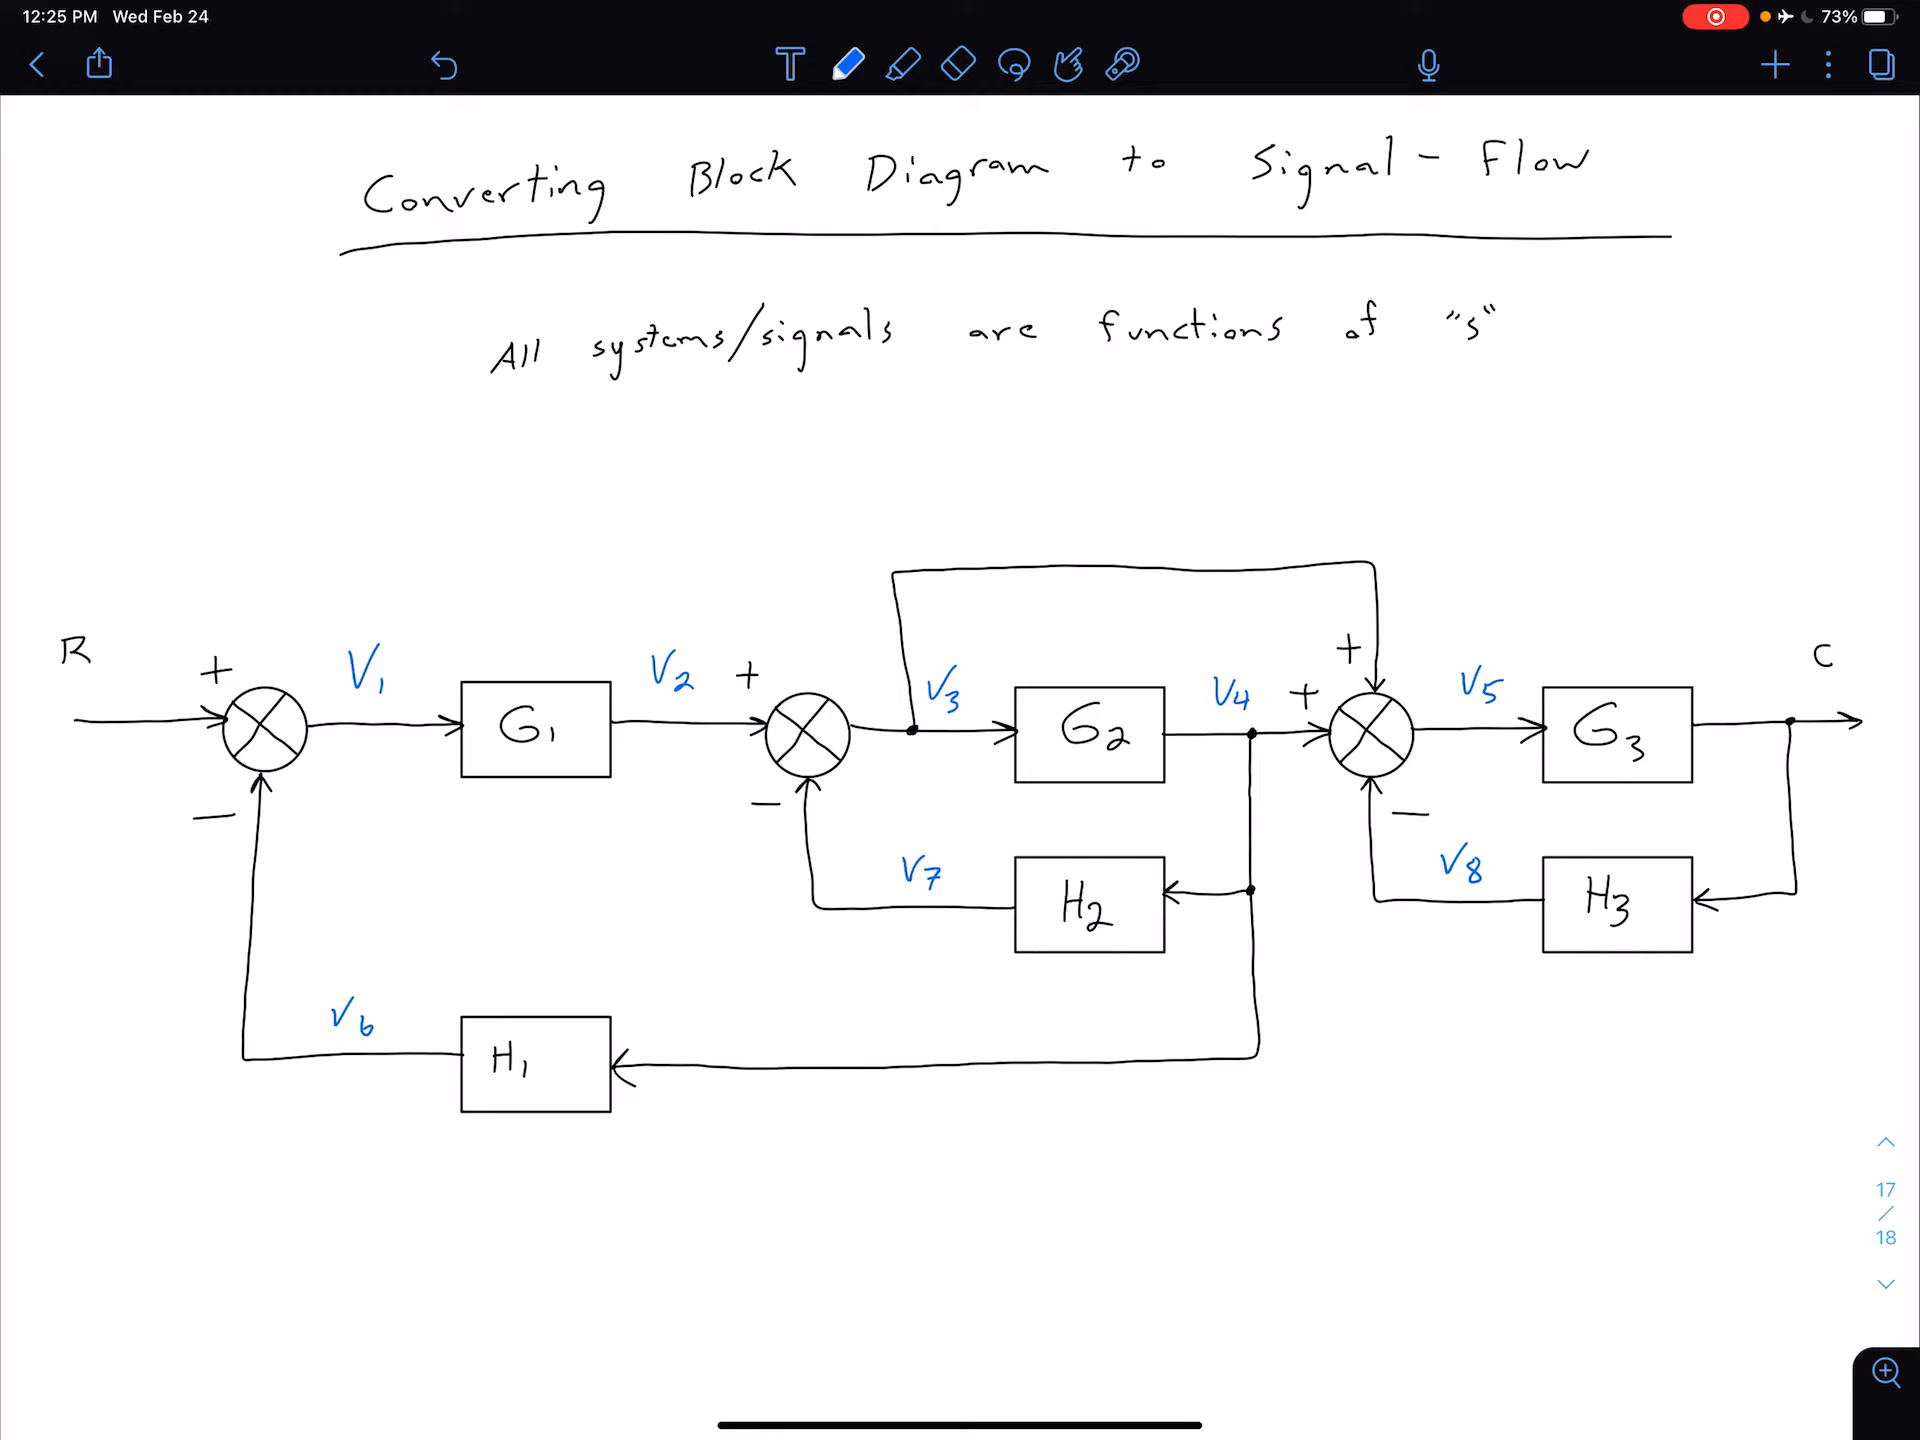 12:25 PM Wed Feb 24
73%
T
Converting Block Diagram to Signal-Flow
All systems/signals are functions of "s"
R + V1 G1 V2 + V3 G2 V4 + + V5 G3 C
− − −
V7 H2 V8 H3
V6 H1
17
/
18